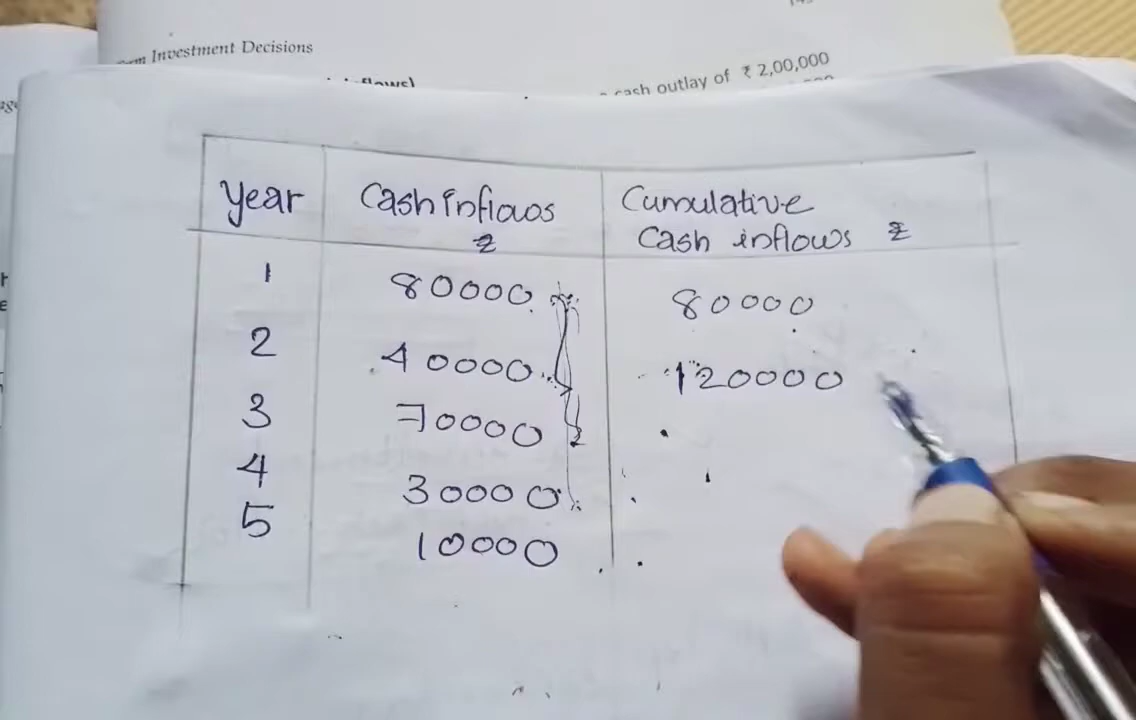 Investment Decisions
cash outlay of ₹ 2,00,000
Year Cash inflows ₹ Cumulative Cash inflows ₹
1 80000 80000
2 40000 120000
3 70000
4 30000
5 10000